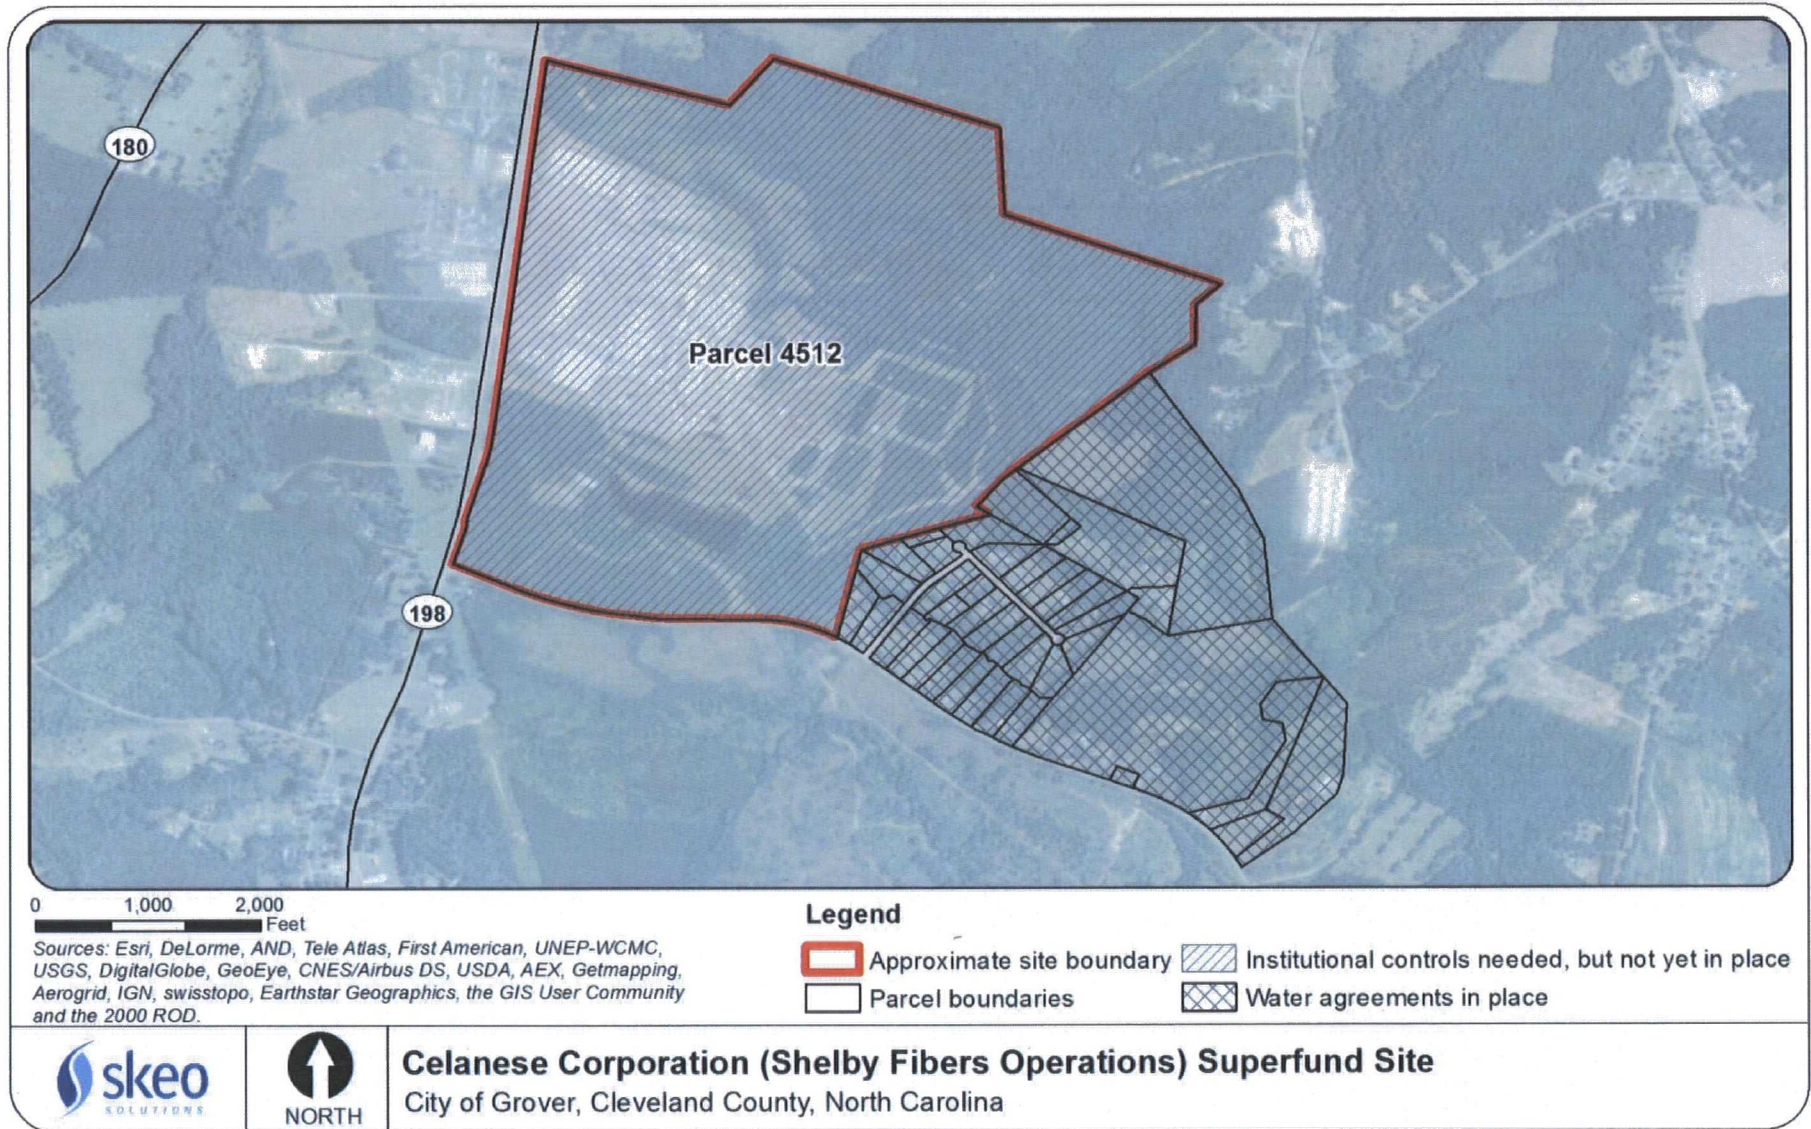 180
Parcel 4512
198
0 1,000 2,000
Feet
Sources: Esri, DeLorme, AND, Tele Atlas, First American, UNEP-WCMC,
USGS, DigitalGlobe, GeoEye, CNES/Airbus DS, USDA, AEX, Getmapping,
Aerogrid, IGN, swisstopo, Earthstar Geographics, the GIS User Community
and the 2000 ROD.
Legend
Approximate site boundary
Institutional controls needed, but not yet in place
Parcel boundaries
Water agreements in place
skeo
SOLUTIONS
NORTH
Celanese Corporation (Shelby Fibers Operations) Superfund Site
City of Grover, Cleveland County, North Carolina